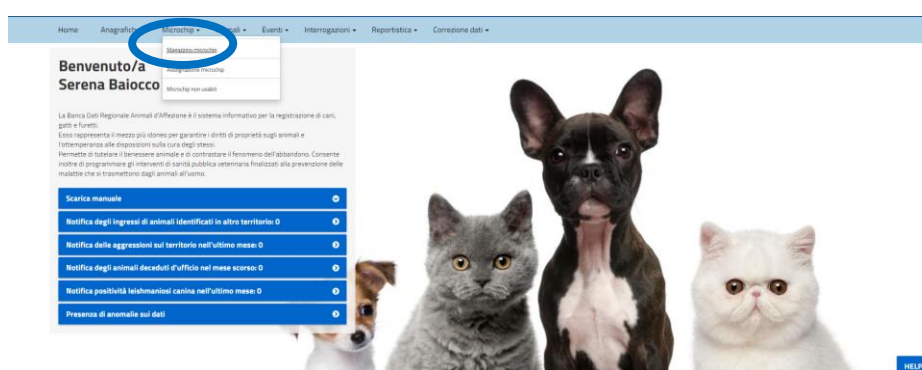 Home Microchip Eventi Interrogazioni Reportistica Correzione dati
Magazzino microchip
Benvenuto/a
Serena Baiocco
Assegnazione microchip
Microchip non usabili
La Banca Dati Regionale Animali d'Affezione è il sistema informativo per la registrazione di cani,
gatti e furetti.
Esso rappresenta il mezzo più idoneo per garantire i diritti di proprietà sugli animali e
l'ottemperanza alle disposizioni sulla cura degli stessi.
Permette di tutelare il benessere animale e di contrastare il fenomeno dell'abbandono. Consente
inoltre di programmare gli interventi di sanità pubblica veterinaria finalizzati alla prevenzione delle
malattie che si trasmettono dagli animali all'uomo.
Scarica manuale
Notifica degli ingressi di animali identificati in altro territorio: 0
Notifica delle aggressioni sul territorio nell'ultimo mese: 0
Notifica degli animali deceduti d'ufficio nel mese scorso: 0
Notifica positività leishmaniosi canina nell'ultimo mese: 0
Presenza di anomalie sui dati
HELP